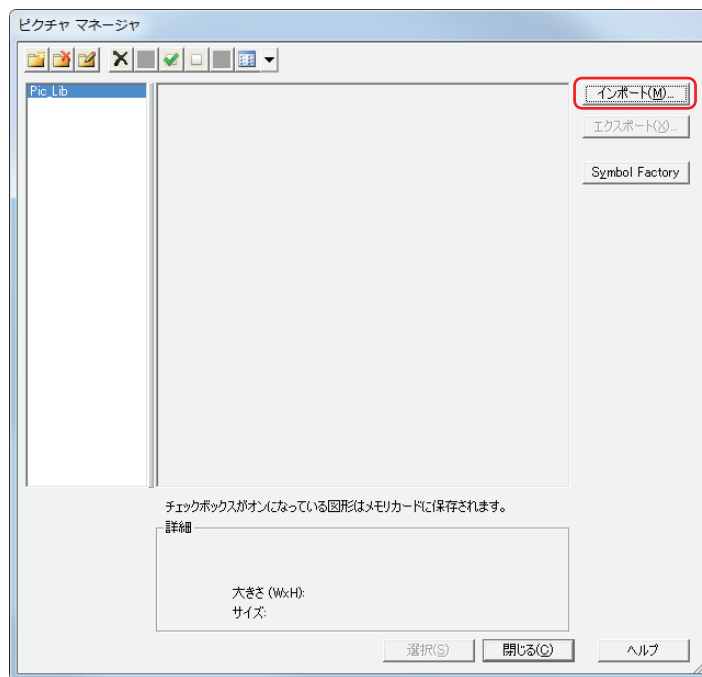 ピクチャ マネージャ
Pic_Lib
インポート(M)...
エクスポート(X)...
Symbol Factory
チェックボックスがオンになっている図形はメモリカードに保存されます。
詳細
大きさ (WxH):
サイズ:
選択(S)
閉じる(C)
ヘルプ